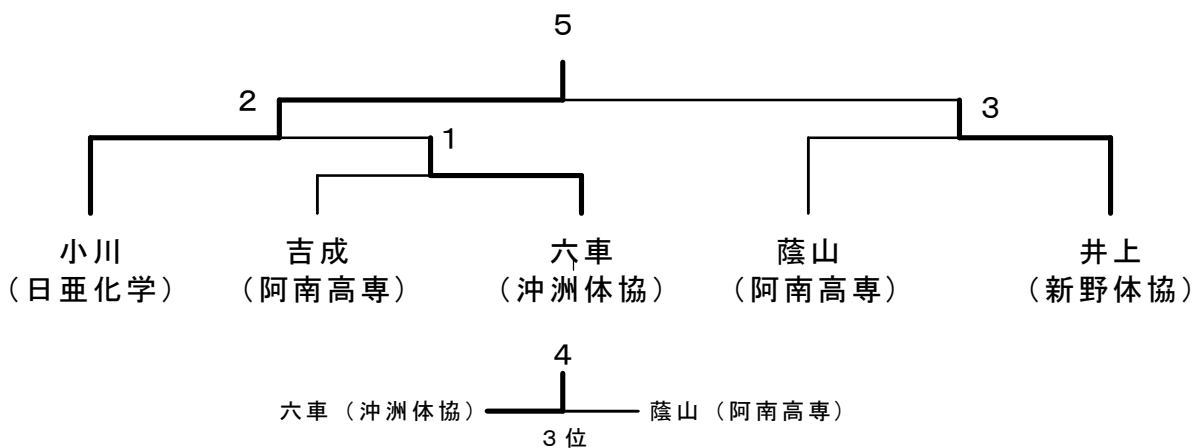 5
2
3
1
小川 吉成 六車 蔭山 井上
(日亜化学) (阿南高専) (沖洲体協) (阿南高専) (新野体協)
4
六車(沖洲体協) 蔭山(阿南高専)
3位